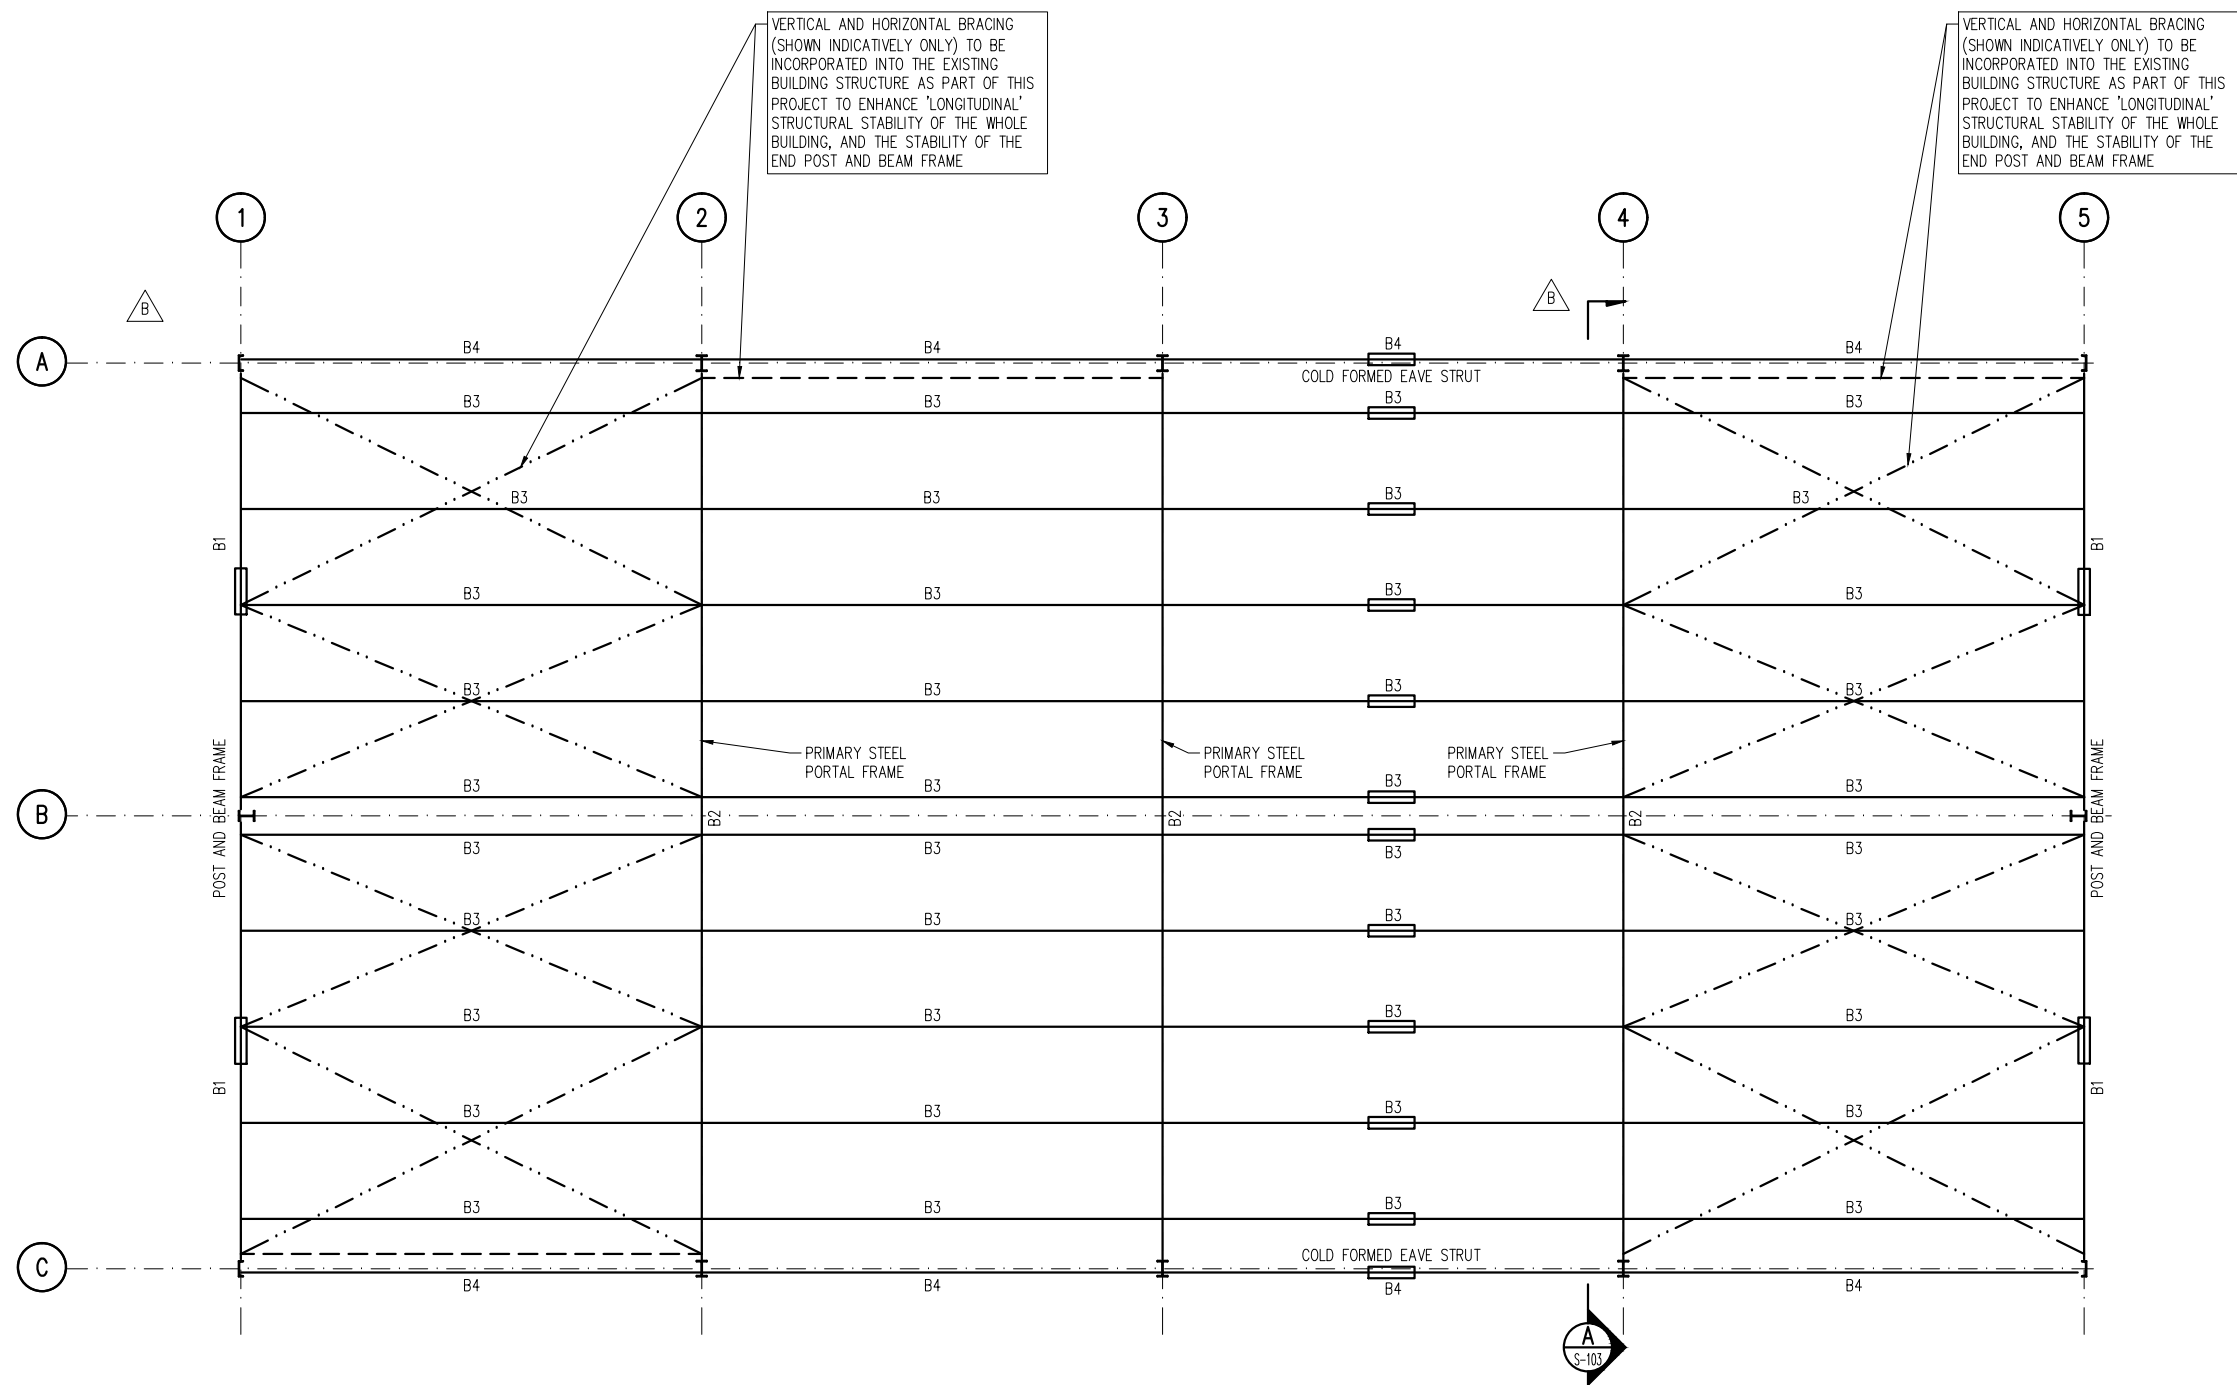 VERTICAL AND HORIZONTAL BRACING
(SHOWN INDICATIVELY ONLY) TO BE
INCORPORATED INTO THE EXISTING
BUILDING STRUCTURE AS PART OF THIS
PROJECT TO ENHANCE 'LONGITUDINAL'
STRUCTURAL STABILITY OF THE WHOLE
BUILDING, AND THE STABILITY OF THE
END POST AND BEAM FRAME
VERTICAL AND HORIZONTAL BRACING
(SHOWN INDICATIVELY ONLY) TO BE
INCORPORATED INTO THE EXISTING
BUILDING STRUCTURE AS PART OF THIS
PROJECT TO ENHANCE 'LONGITUDINAL'
STRUCTURAL STABILITY OF THE WHOLE
BUILDING, AND THE STABILITY OF THE
END POST AND BEAM FRAME
1 2 3 4 5
B B
A
B4 B4 B4 B4
COLD FORMED EAVE STRUT
B3 B3 B3 B3
B3 B3 B3 B3
B1 B1
B3 B3 B3 B3
B3 B3 B3 B3
PRIMARY STEEL
PORTAL FRAME
PRIMARY STEEL
PORTAL FRAME
PRIMARY STEEL
PORTAL FRAME
POST AND BEAM FRAME
POST AND BEAM FRAME
B3 B3 B3 B3
B
B2 B2 B2
B3 B3 B3 B3
B3 B3 B3 B3
B3 B3 B3 B3
B1 B1
B3 B3 B3 B3
B3 B3 B3 B3
COLD FORMED EAVE STRUT
C
B4 B4 B4 B4
A
S-103